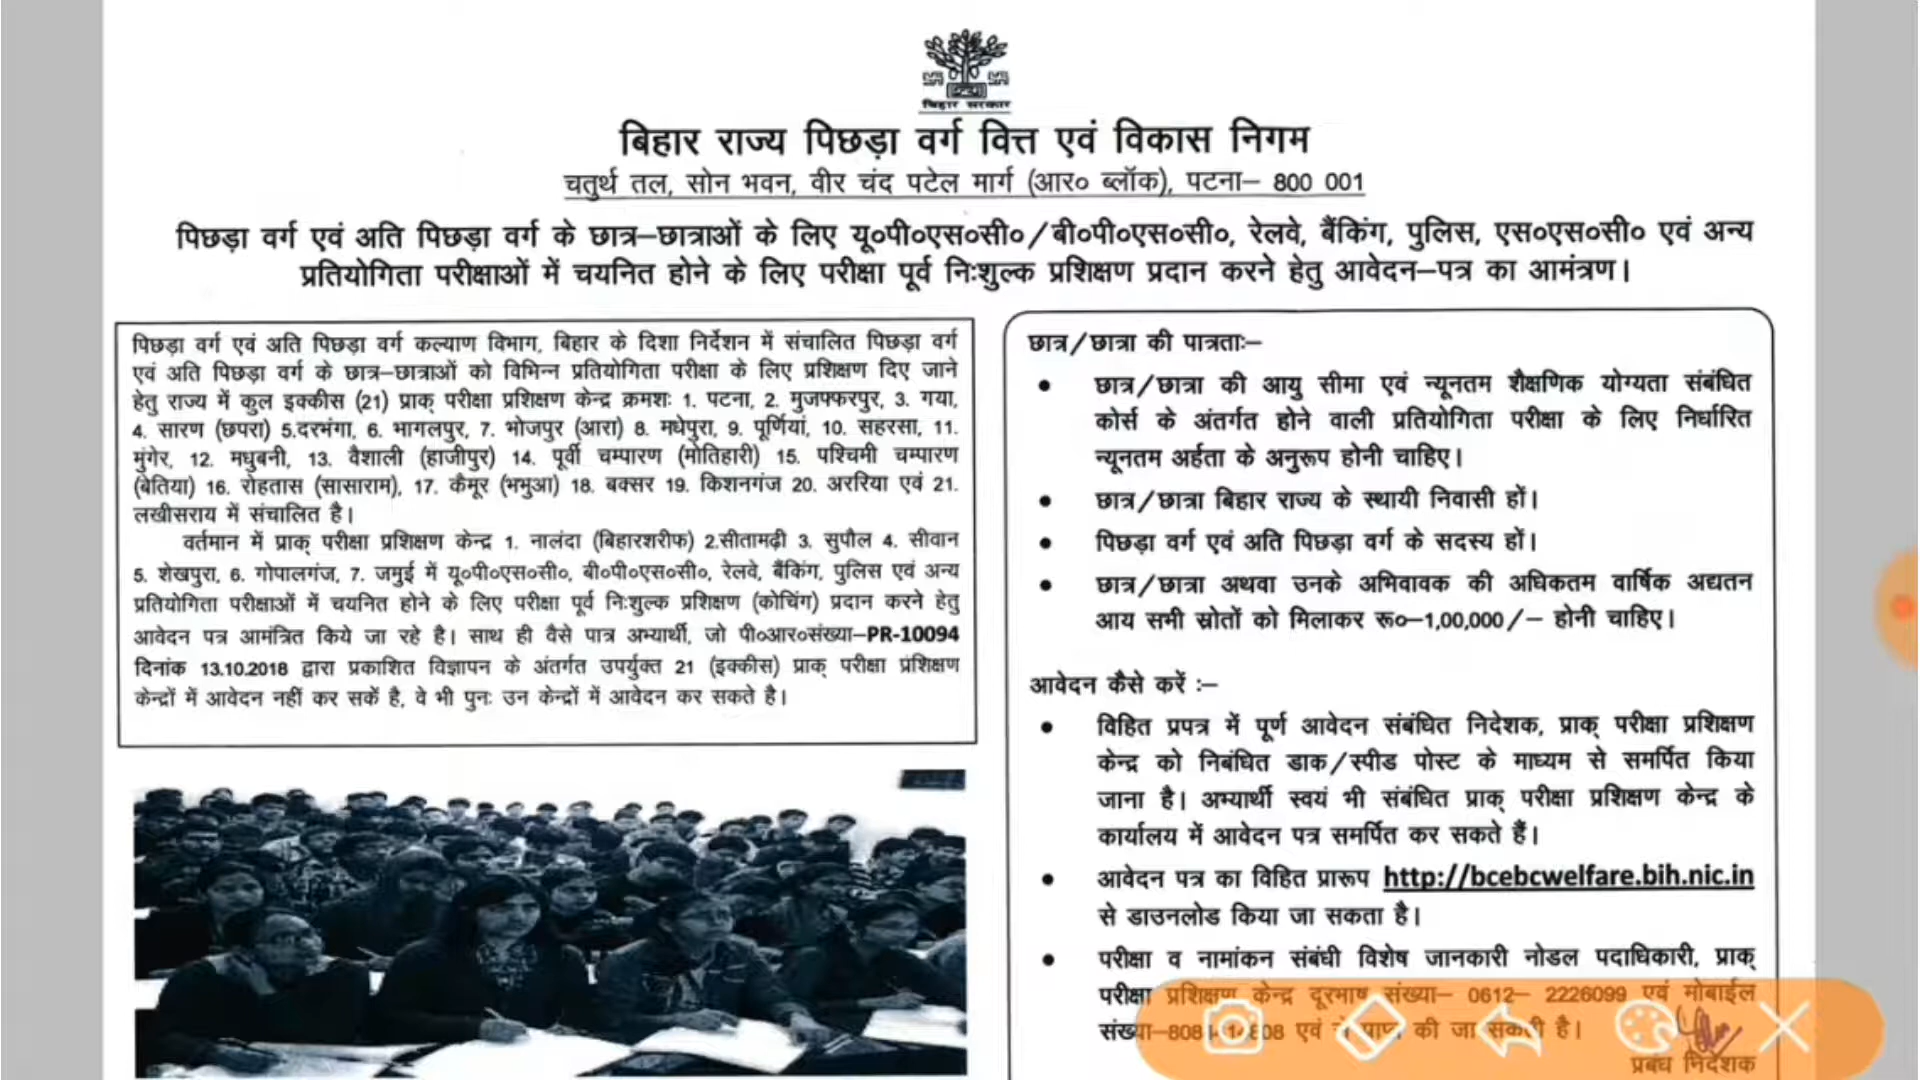 बिहार सरकार
बिहार राज्य पिछड़ा वर्ग वित्त एवं विकास निगम
चतुर्थ तल, सोन भवन, वीर चंद पटेल मार्ग (आर० ब्लॉक), पटना– 800 001
पिछड़ा वर्ग एवं अति पिछड़ा वर्ग के छात्र–छात्राओं के लिए यू०पी०एस०सी०/बी०पी०एस०सी०, रेलवे, बैंकिंग, पुलिस, एस०एस०सी० एवं अन्य
प्रतियोगिता परीक्षाओं में चयनित होने के लिए परीक्षा पूर्व निःशुल्क प्रशिक्षण प्रदान करने हेतु आवेदन–पत्र का आमंत्रण।
पिछड़ा वर्ग एवं अति पिछड़ा वर्ग कल्याण विभाग, बिहार के दिशा निर्देशन में संचालित पिछड़ा वर्ग
एवं अति पिछड़ा वर्ग के छात्र–छात्राओं को विभिन्न प्रतियोगिता परीक्षा के लिए प्रशिक्षण दिए जाने
हेतु राज्य में कुल इक्कीस (21) प्राक् परीक्षा प्रशिक्षण केन्द्र क्रमशः 1. पटना, 2. मुजफ्फरपुर, 3. गया,
4. सारण (छपरा) 5.दरभंगा, 6. भागलपुर, 7. भोजपुर (आरा) 8. मधेपुरा, 9. पूर्णियां, 10. सहरसा, 11.
मुंगेर, 12. मधुबनी, 13. वैशाली (हाजीपुर) 14. पूर्वी चम्पारण (मोतिहारी) 15. पश्चिमी चम्पारण
(बेतिया) 16. रोहतास (सासाराम), 17. कैमूर (भभुआ) 18. बक्सर 19. किशनगंज 20. अररिया एवं 21.
लखीसराय में संचालित है।
वर्तमान में प्राक् परीक्षा प्रशिक्षण केन्द्र 1. नालंदा (बिहारशरीफ) 2.सीतामढ़ी 3. सुपौल 4. सीवान
5. शेखपुरा, 6. गोपालगंज, 7. जमुई में यू०पी०एस०सी०, बी०पी०एस०सी०, रेलवे, बैंकिंग, पुलिस एवं अन्य
प्रतियोगिता परीक्षाओं में चयनित होने के लिए परीक्षा पूर्व निःशुल्क प्रशिक्षण (कोचिंग) प्रदान करने हेतु
आवेदन पत्र आमंत्रित किये जा रहे है। साथ ही वैसे पात्र अभ्यार्थी, जो पी०आर०संख्या–PR-10094
दिनांक 13.10.2018 द्वारा प्रकाशित विज्ञापन के अंतर्गत उपर्युक्त 21 (इक्कीस) प्राक् परीक्षा प्रशिक्षण
केन्द्रों में आवेदन नहीं कर सकें है, वे भी पुनः उन केन्द्रों में आवेदन कर सकते है।
छात्र/छात्रा की पात्रताः–
• छात्र/छात्रा की आयु सीमा एवं न्यूनतम शैक्षणिक योग्यता संबंधित
कोर्स के अंतर्गत होने वाली प्रतियोगिता परीक्षा के लिए निर्धारित
न्यूनतम अर्हता के अनुरूप होनी चाहिए।
• छात्र/छात्रा बिहार राज्य के स्थायी निवासी हों।
• पिछड़ा वर्ग एवं अति पिछड़ा वर्ग के सदस्य हों।
• छात्र/छात्रा अथवा उनके अभिवावक की अधिकतम वार्षिक अद्यतन
आय सभी स्रोतों को मिलाकर रू०–1,00,000/– होनी चाहिए।
आवेदन कैसे करें :–
• विहित प्रपत्र में पूर्ण आवेदन संबंधित निदेशक, प्राक् परीक्षा प्रशिक्षण
केन्द्र को निबंधित डाक/स्पीड पोस्ट के माध्यम से समर्पित किया
जाना है। अभ्यार्थी स्वयं भी संबंधित प्राक् परीक्षा प्रशिक्षण केन्द्र के
कार्यालय में आवेदन पत्र समर्पित कर सकते हैं।
• आवेदन पत्र का विहित प्रारूप http://bcebcwelfare.bih.nic.in
से डाउनलोड किया जा सकता है।
• परीक्षा व नामांकन संबंधी विशेष जानकारी नोडल पदाधिकारी, प्राक्
परीक्षा प्रशिक्षण केन्द्र दूरभाष संख्या– 0612– 2226099 एवं मोबाईल
एवं की जा सकती है।
प्रबंध निदेशक